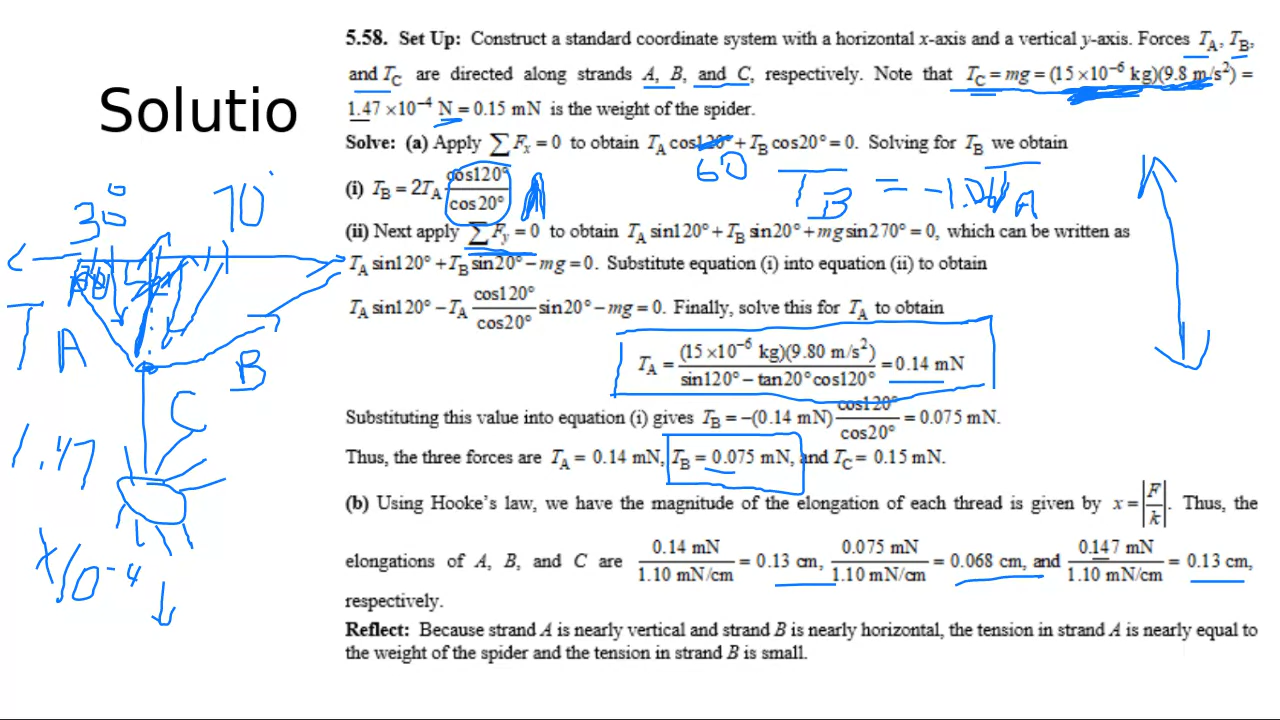 Solutio
5.58. Set Up: Construct a standard coordinate system with a horizontal x-axis and a vertical y-axis. Forces T_A, T_B,
and T_C are directed along strands A, B, and C, respectively. Note that T_C = mg = (15 ×10⁻⁶ kg)(9.8 m/s²) =
1.47 ×10⁻⁴ N = 0.15 mN is the weight of the spider.
Solve: (a) Apply ∑ F_x = 0 to obtain T_A cos120° + T_B cos20° = 0. Solving for T_B we obtain
60
(i) T_B = 2T_A cos120°/cos20°
T_B = -1.06 T_A
(ii) Next apply ∑ F_y = 0 to obtain T_A sin120° + T_B sin20° + mg sin270° = 0, which can be written as
T_A sin120° + T_B sin20° − mg = 0. Substitute equation (i) into equation (ii) to obtain
T_A sin120° − T_A cos120°/cos20° sin20° − mg = 0. Finally, solve this for T_A to obtain
T_A = (15 ×10⁻⁶ kg)(9.80 m/s²)/sin120° − tan20° cos120° = 0.14 mN
Substituting this value into equation (i) gives T_B = −(0.14 mN) cos120°/cos20° = 0.075 mN.
Thus, the three forces are T_A = 0.14 mN, T_B = 0.075 mN, and T_C = 0.15 mN.
(b) Using Hooke's law, we have the magnitude of the elongation of each thread is given by x = |F/k|. Thus, the
elongations of A, B, and C are 0.14 mN/1.10 mN/cm = 0.13 cm, 0.075 mN/1.10 mN/cm = 0.068 cm, and 0.147 mN/1.10 mN/cm = 0.13 cm,
respectively.
Reflect: Because strand A is nearly vertical and strand B is nearly horizontal, the tension in strand A is nearly equal to
the weight of the spider and the tension in strand B is small.
30° 70°
T A
B
C
1.47
x10⁻⁴